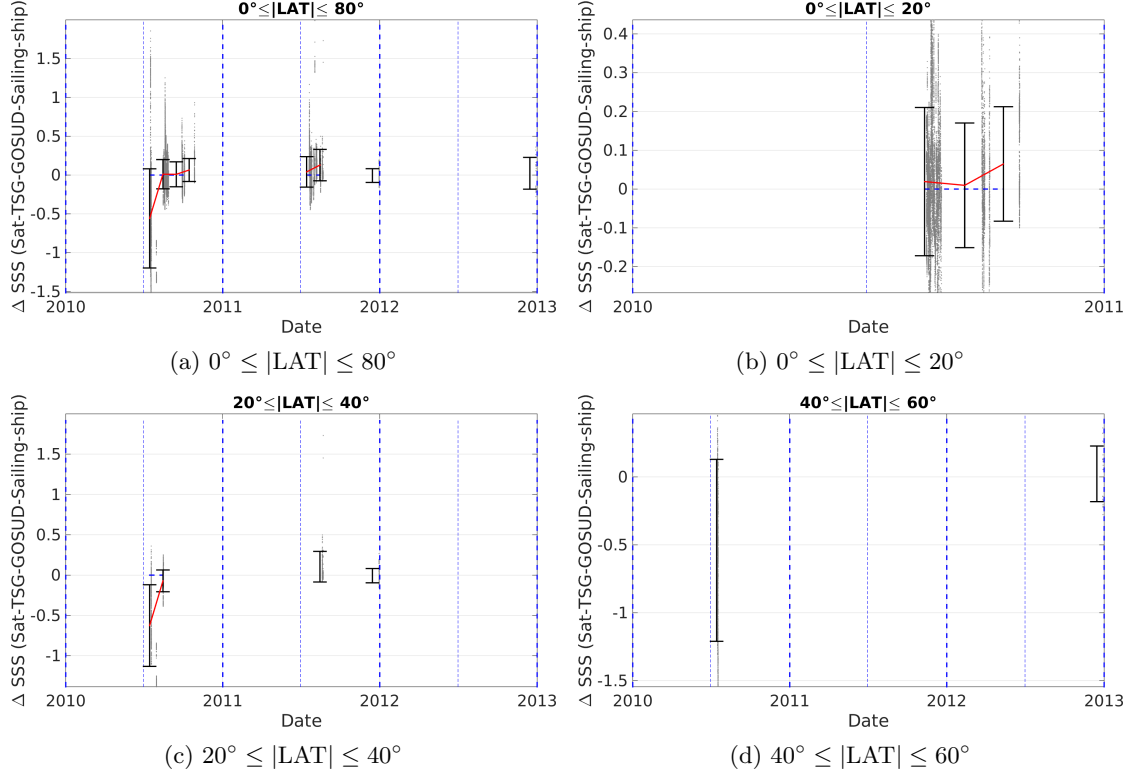 0°≤|LAT|≤ 80°
Δ SSS (Sat-TSG-GOSUD-Sailing-ship)
1.5
1
0.5
0
-0.5
-1
-1.5
2010 2011 2012 2013
Date
(a) 0° ≤ |LAT| ≤ 80°
0°≤|LAT|≤ 20°
Δ SSS (Sat-TSG-GOSUD-Sailing-ship)
0.4
0.3
0.2
0.1
0
-0.1
-0.2
2010 2011
Date
(b) 0° ≤ |LAT| ≤ 20°
20°≤|LAT|≤ 40°
Δ SSS (Sat-TSG-GOSUD-Sailing-ship)
1.5
1
0.5
0
-0.5
-1
2010 2011 2012 2013
Date
(c) 20° ≤ |LAT| ≤ 40°
40°≤|LAT|≤ 60°
Δ SSS (Sat-TSG-GOSUD-Sailing-ship)
0
-0.5
-1
-1.5
2010 2011 2012 2013
Date
(d) 40° ≤ |LAT| ≤ 60°